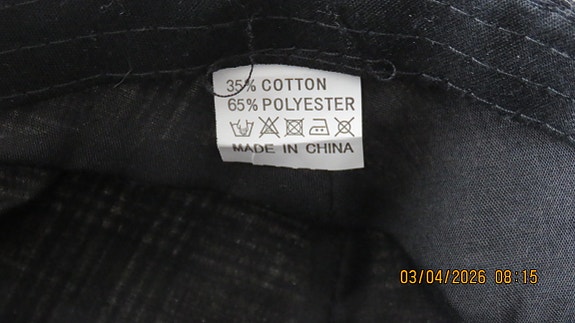 35% COTTON
65% POLYESTER
MADE IN CHINA
03/04/2026 08:15